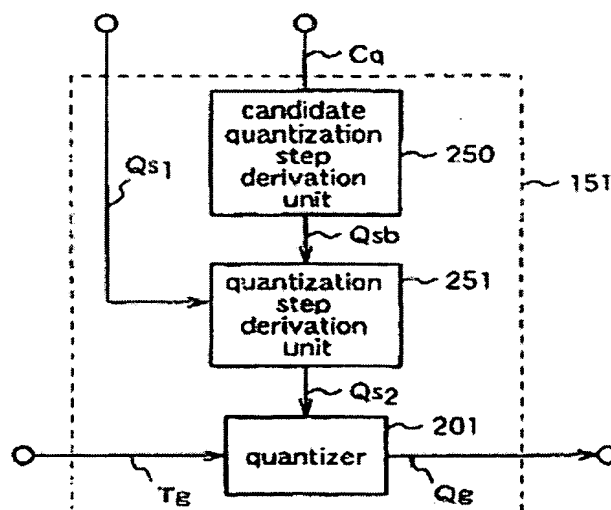 Cq
candidate
quantization
step
derivation
unit
250
151
Qs1
Qsb
quantization
step
derivation
unit
251
Qs2
201
quantizer
Tg
Qg